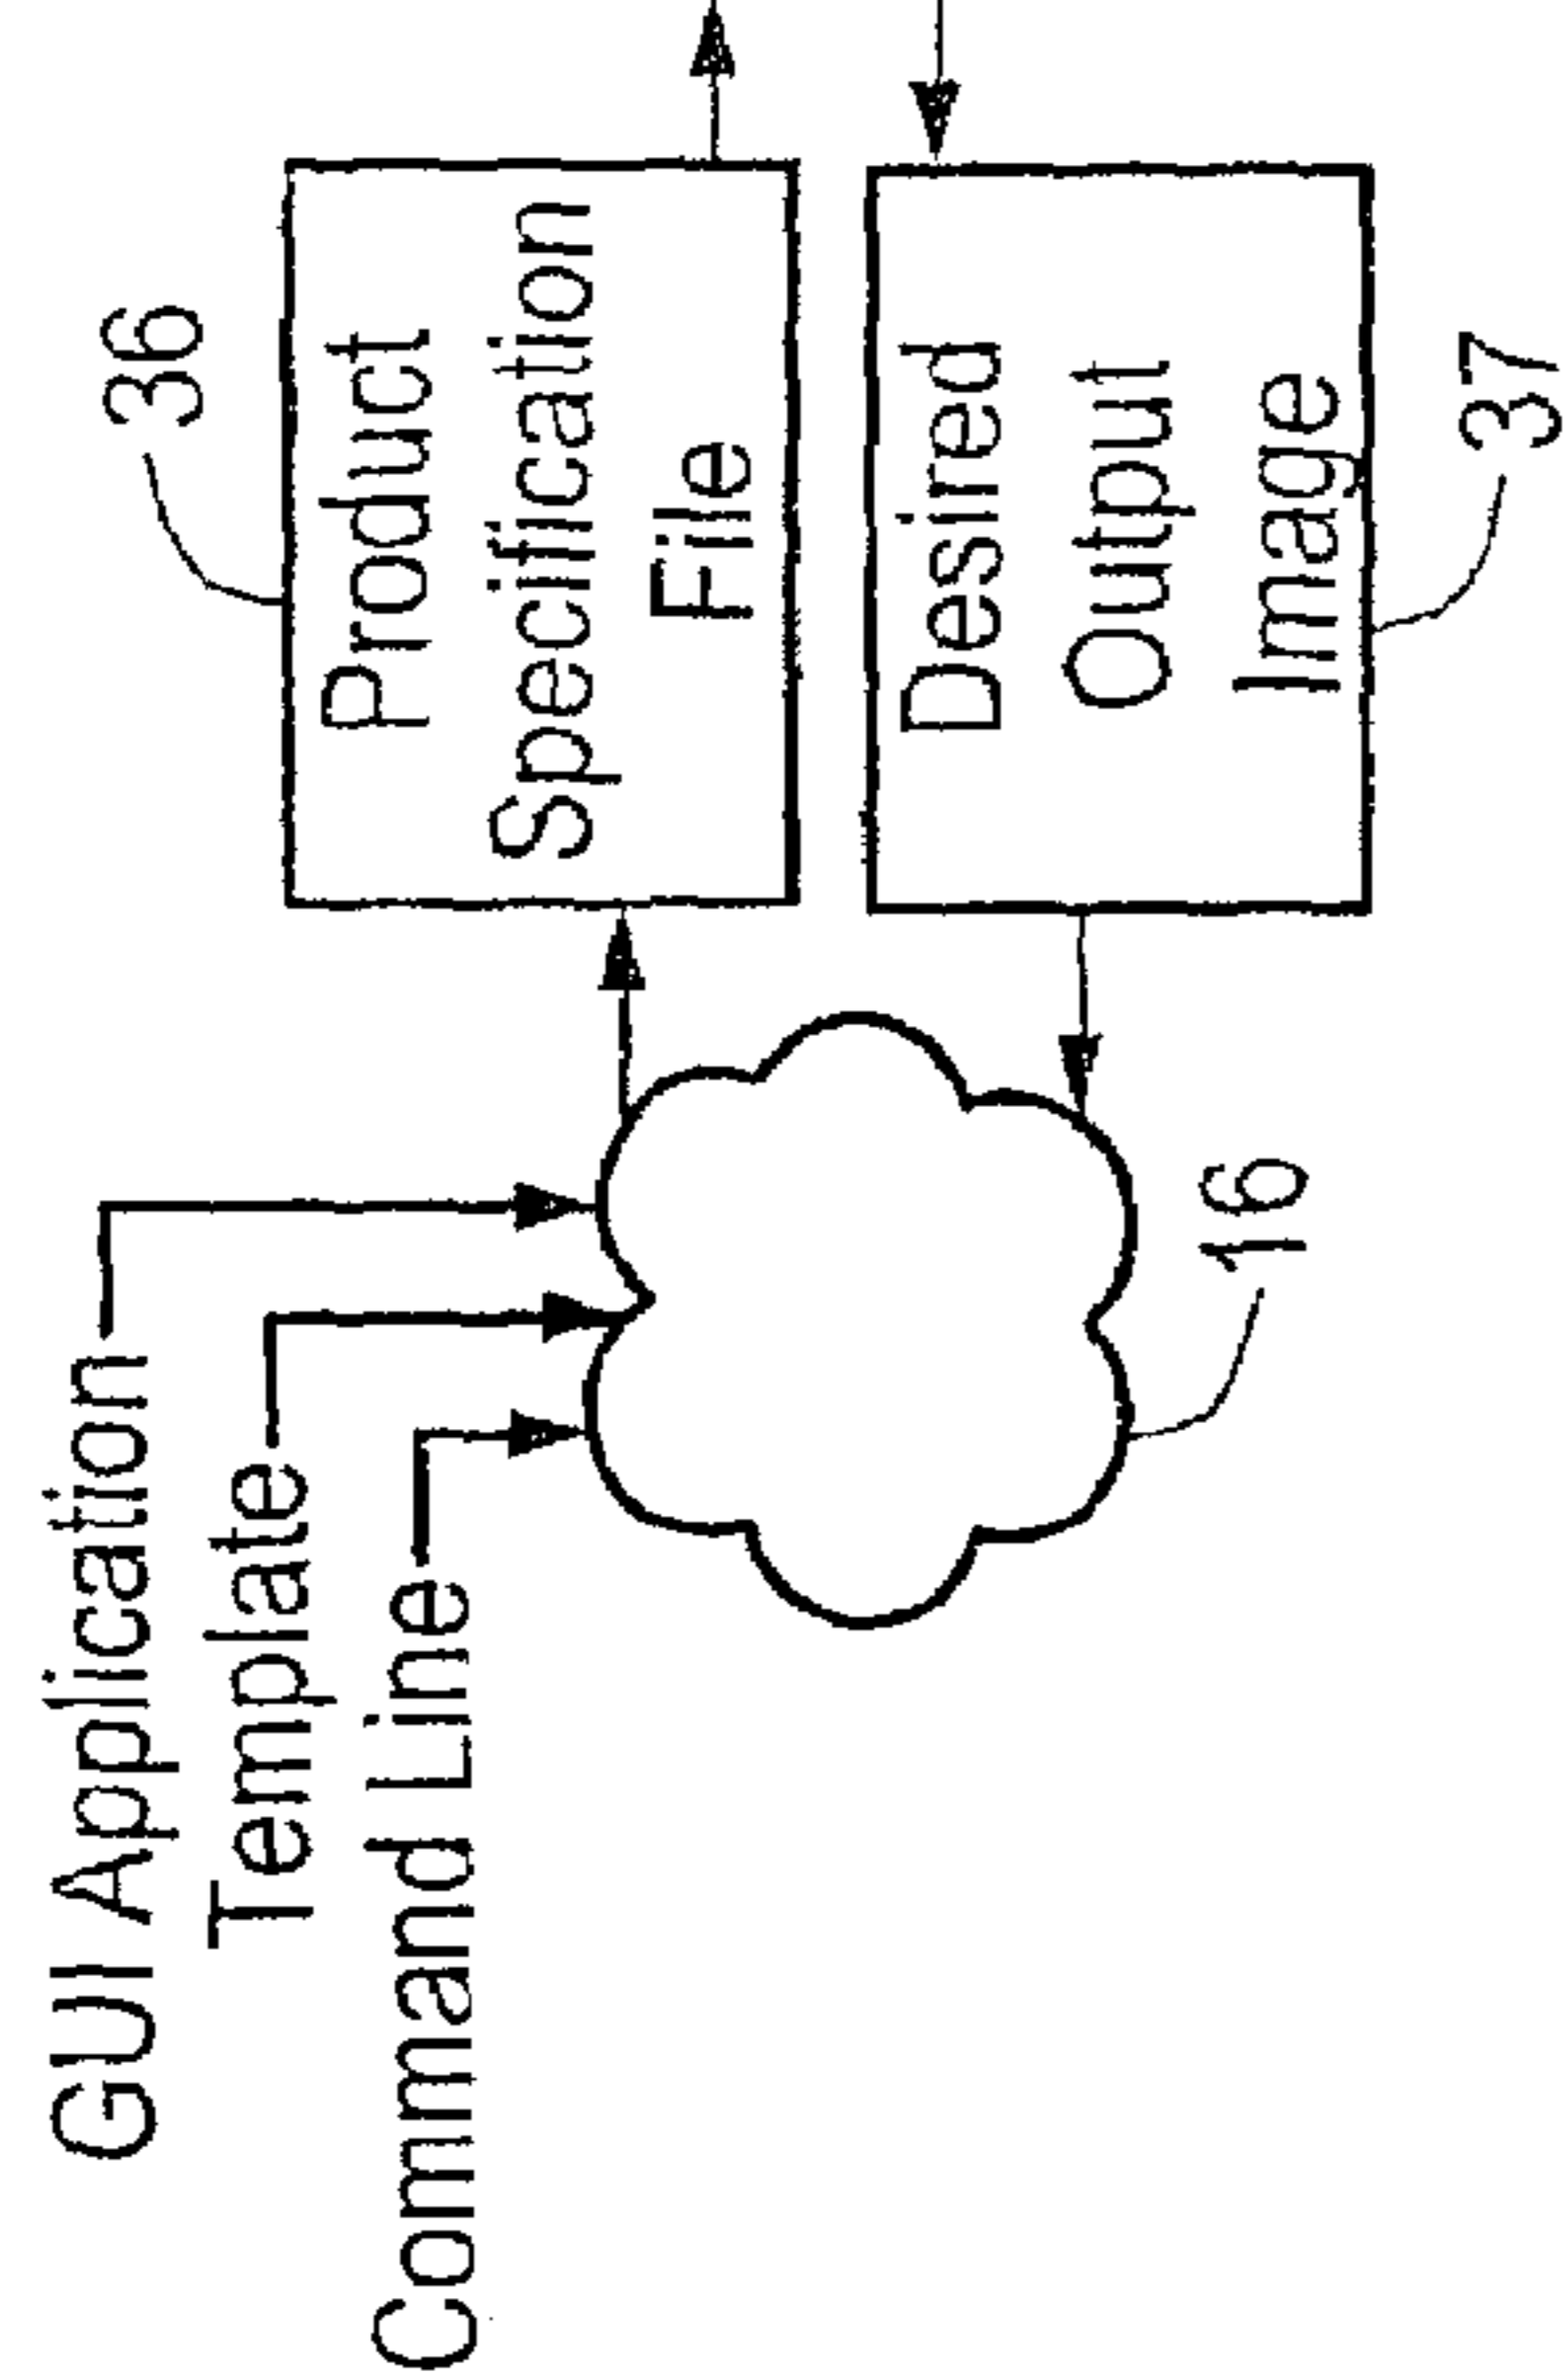 GUI Application
Template
Command Line
36
Product
Specification
File
Desired
Output
Image
37
16